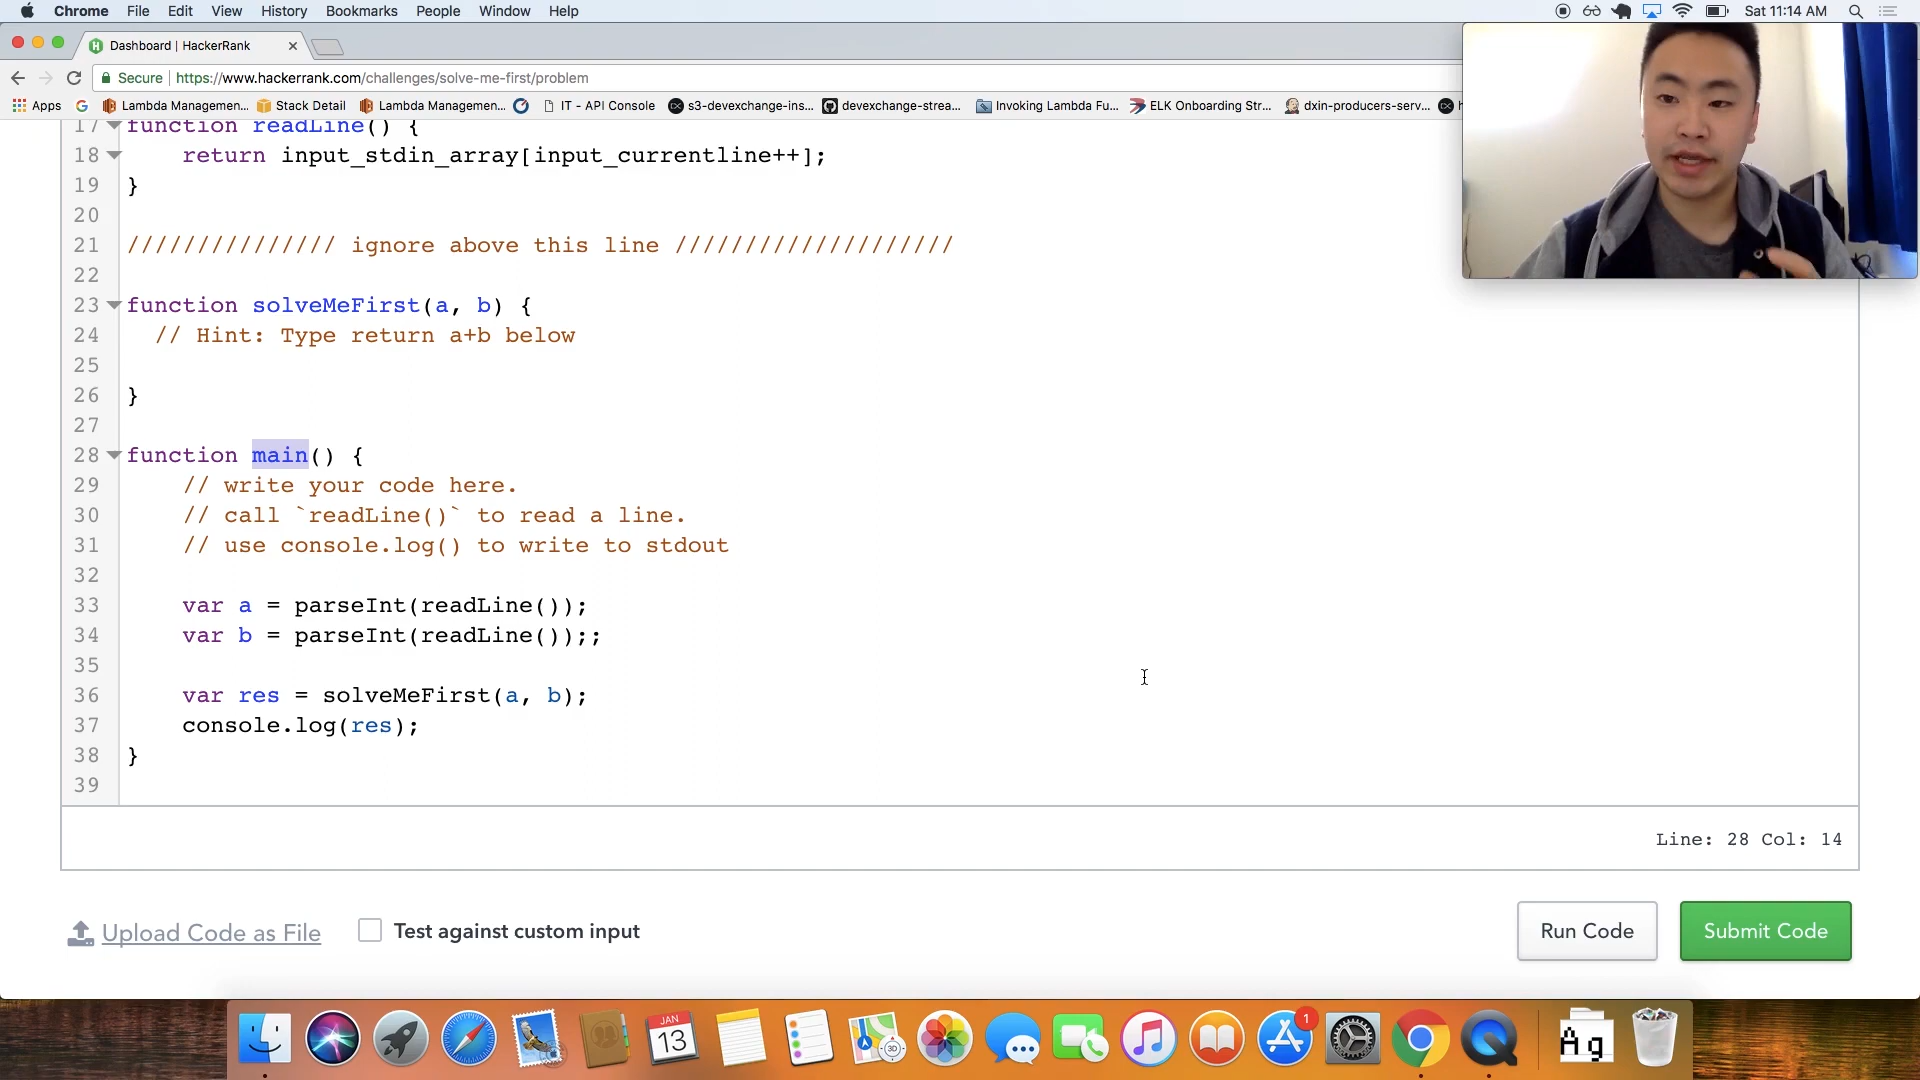 Chrome File Edit View History Bookmarks People Window Help Sat 11:14 AM
Dashboard | HackerRank
Secure https://www.hackerrank.com/challenges/solve-me-first/problem
Apps Lambda Managemen... Stack Detail Lambda Managemen... IT - API Console s3-devexchange-ins... devexchange-strea... Invoking Lambda Fu... ELK Onboarding Str... dxin-producers-serv...
17 function readLine() {
18 return input_stdin_array[input_currentline++];
19 }
20
21 /////////////// ignore above this line ////////////////////
22
23 function solveMeFirst(a, b) {
24 // Hint: Type return a+b below
25
26 }
27
28 function main() {
29 // write your code here.
30 // call `readLine()` to read a line.
31 // use console.log() to write to stdout
32
33 var a = parseInt(readLine());
34 var b = parseInt(readLine());;
35
36 var res = solveMeFirst(a, b);
37 console.log(res);
38 }
39
Line: 28 Col: 14
Upload Code as File Test against custom input Run Code Submit Code
JAN
13
3D
1
Ag